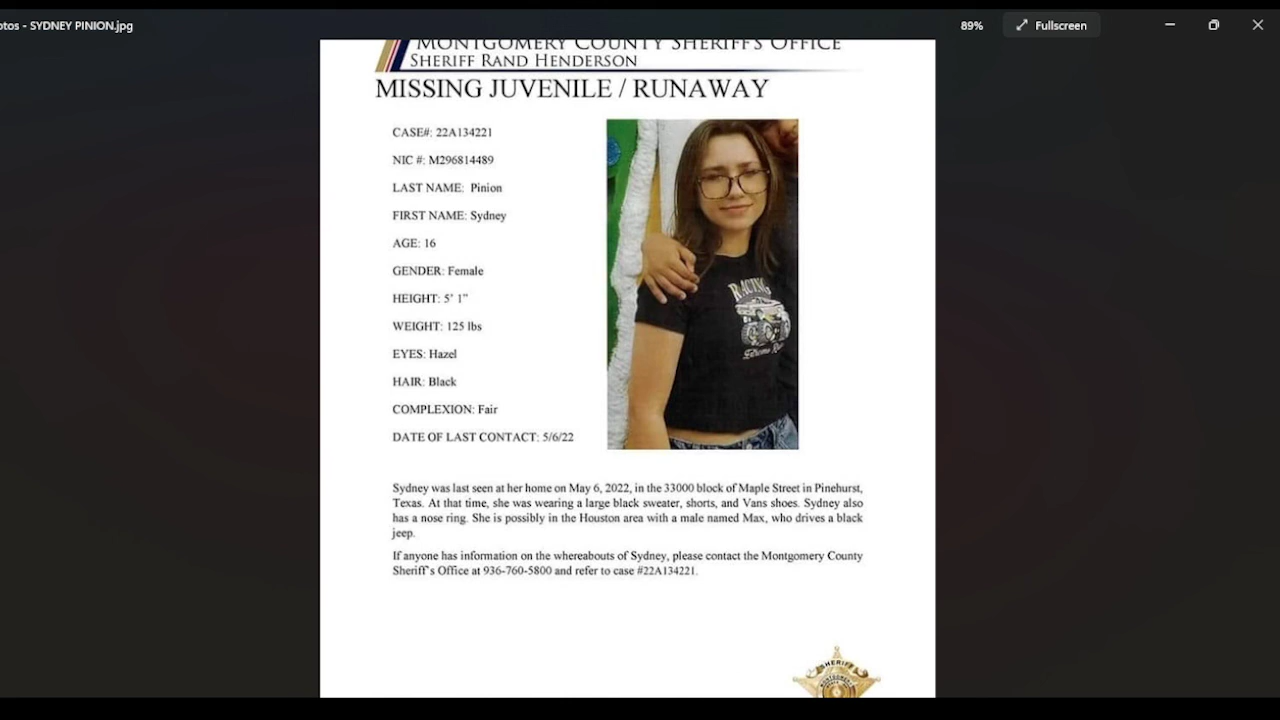 otos - SYDNEY PINION.jpg
89%
Fullscreen
MONTGOMERY COUNTY SHERIFF'S OFFICE
SHERIFF RAND HENDERSON
MISSING JUVENILE / RUNAWAY
CASE#: 22A134221
NIC #: M296814489
LAST NAME: Pinion
FIRST NAME: Sydney
AGE: 16
GENDER: Female
HEIGHT: 5' 1"
WEIGHT: 125 lbs
EYES: Hazel
HAIR: Black
COMPLEXION: Fair
DATE OF LAST CONTACT: 5/6/22
RACING
Sydney was last seen at her home on May 6, 2022, in the 33000 block of Maple Street in Pinehurst,
Texas. At that time, she was wearing a large black sweater, shorts, and Vans shoes. Sydney also
has a nose ring. She is possibly in the Houston area with a male named Max, who drives a black
jeep.
If anyone has information on the whereabouts of Sydney, please contact the Montgomery County
Sheriff's Office at 936-760-5800 and refer to case #22A134221.
SHERIFF